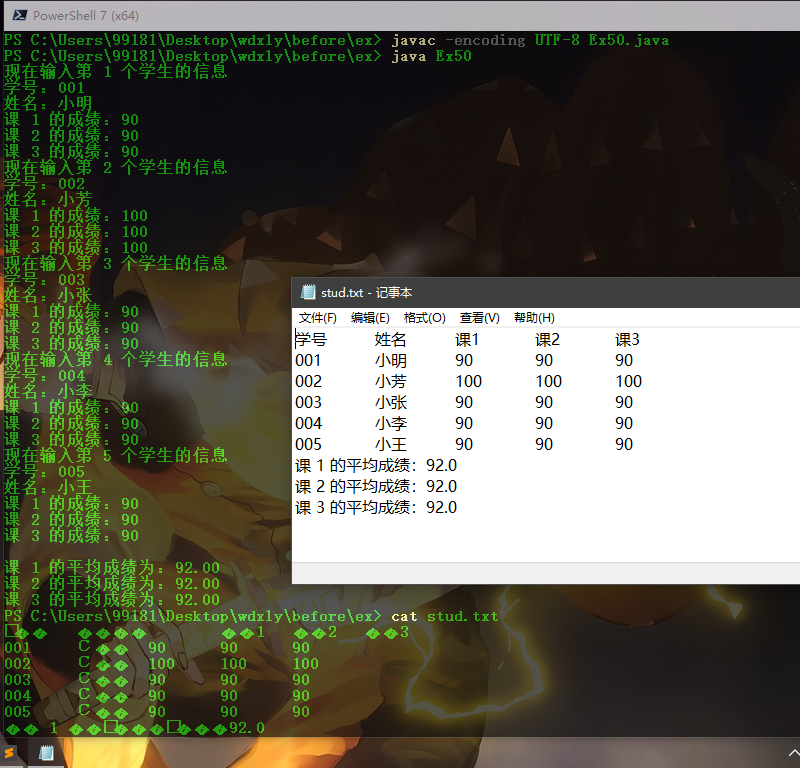 PowerShell 7 (x64)
PS C:\Users\99181\Desktop\wdxly\before\ex> javac -encoding UTF-8 Ex50.java
PS C:\Users\99181\Desktop\wdxly\before\ex> java Ex50
现在输入第 1 个学生的信息
学号：001
姓名：小明
课 1 的成绩：90
课 2 的成绩：90
课 3 的成绩：90
现在输入第 2 个学生的信息
学号：002
姓名：小芳
课 1 的成绩：100
课 2 的成绩：100
课 3 的成绩：100
现在输入第 3 个学生的信息
学号：003
姓名：小张
课 1 的成绩：90
课 2 的成绩：90
课 3 的成绩：90
现在输入第 4 个学生的信息
学号：004
姓名：小李
课 1 的成绩：90
课 2 的成绩：90
课 3 的成绩：90
现在输入第 5 个学生的信息
学号：005
姓名：小王
课 1 的成绩：90
课 2 的成绩：90
课 3 的成绩：90
课 1 的平均成绩为：92.00
课 2 的平均成绩为：92.00
课 3 的平均成绩为：92.00
PS C:\Users\99181\Desktop\wdxly\before\ex> cat stud.txt
□�� ���� ��1 ��2 ��3
001 С�� 90 90 90
002 С�� 100 100 100
003 С�� 90 90 90
004 С�� 90 90 90
005 С�� 90 90 90
�� 1 ��□���□���92.0
stud.txt - 记事本
文件(F) 编辑(E) 格式(O) 查看(V) 帮助(H)
学号 姓名 课1 课2 课3
001 小明 90 90 90
002 小芳 100 100 100
003 小张 90 90 90
004 小李 90 90 90
005 小王 90 90 90
课 1 的平均成绩：92.0
课 2 的平均成绩：92.0
课 3 的平均成绩：92.0